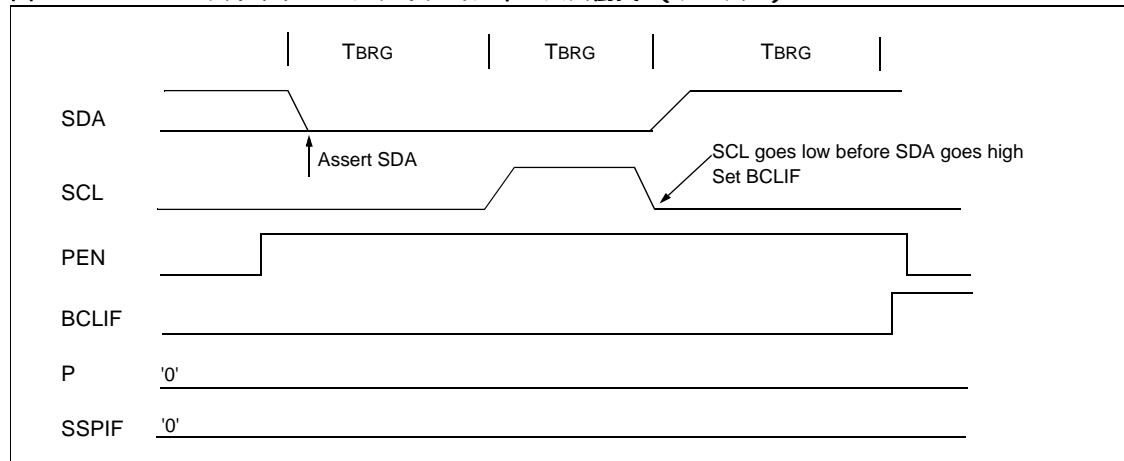 TBRG TBRG TBRG
SDA
Assert SDA
SCL goes low before SDA goes high
Set BCLIF
SCL
PEN
BCLIF
P '0'
SSPIF '0'